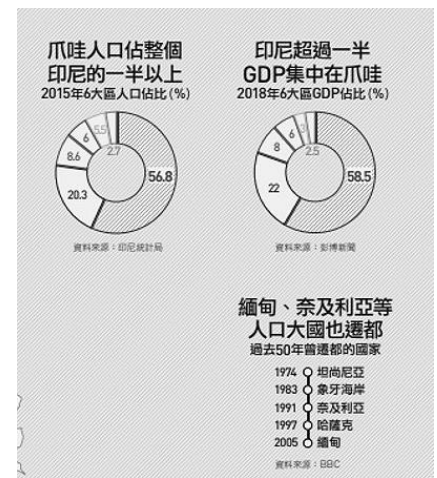 爪哇人口佔整個
印尼的一半以上
2015年6大區人口佔比(%)
56.8
20.3
8.6
6
5.5
2.7
資料來源：印尼統計局
印尼超過一半
GDP集中在爪哇
2018年6大區GDP佔比(%)
58.5
22
8
6
3
2.5
資料來源：彭博新聞
緬甸、奈及利亞等
人口大國也遷都
過去50年曾遷都的國家
1974 坦尚尼亞
1983 象牙海岸
1991 奈及利亞
1997 哈薩克
2005 緬甸
資料來源：BBC